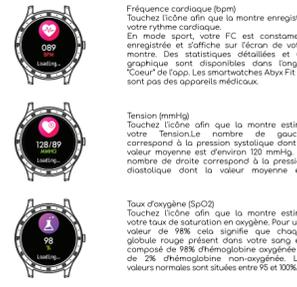 Fréquence cardiaque (bpm)
Touchez l'icône afin que la montre enregist
votre rythme cardiaque.
En mode sport, votre FC est constame
enregistrée et s'affiche sur l'écran de vot
montre. Des statistiques détaillées et
graphique sont disponibles dans l'ong
"Coeur" de l'app. Les smartwatches Abyx Fit
sont pas des appareils médicaux.
089
BPM
Loading...
Tension (mmHg)
Touchez l'icône afin que la montre estir
votre Tension.Le nombre de gauc
correspond à la pression systolique dont
valeur moyenne est d'environ 120 mmHg.
nombre de droite correspond à la pressi
diastolique dont la valeur moyenne e
128/89
MMHG
Loading...
Taux d'oxygène (SpO2)
Touchez l'icône afin que la montre estir
votre taux de saturation en oxygène. Pour u
valeur de 98% cela signifie que chaq
globule rouge présent dans votre sang e
composé de 98% d'hémoglobine oxygénée
de 2% d'hémoglobine non-oxygénée. L
valeurs normales sont situées entre 95 et 100%
98
%
Loading...